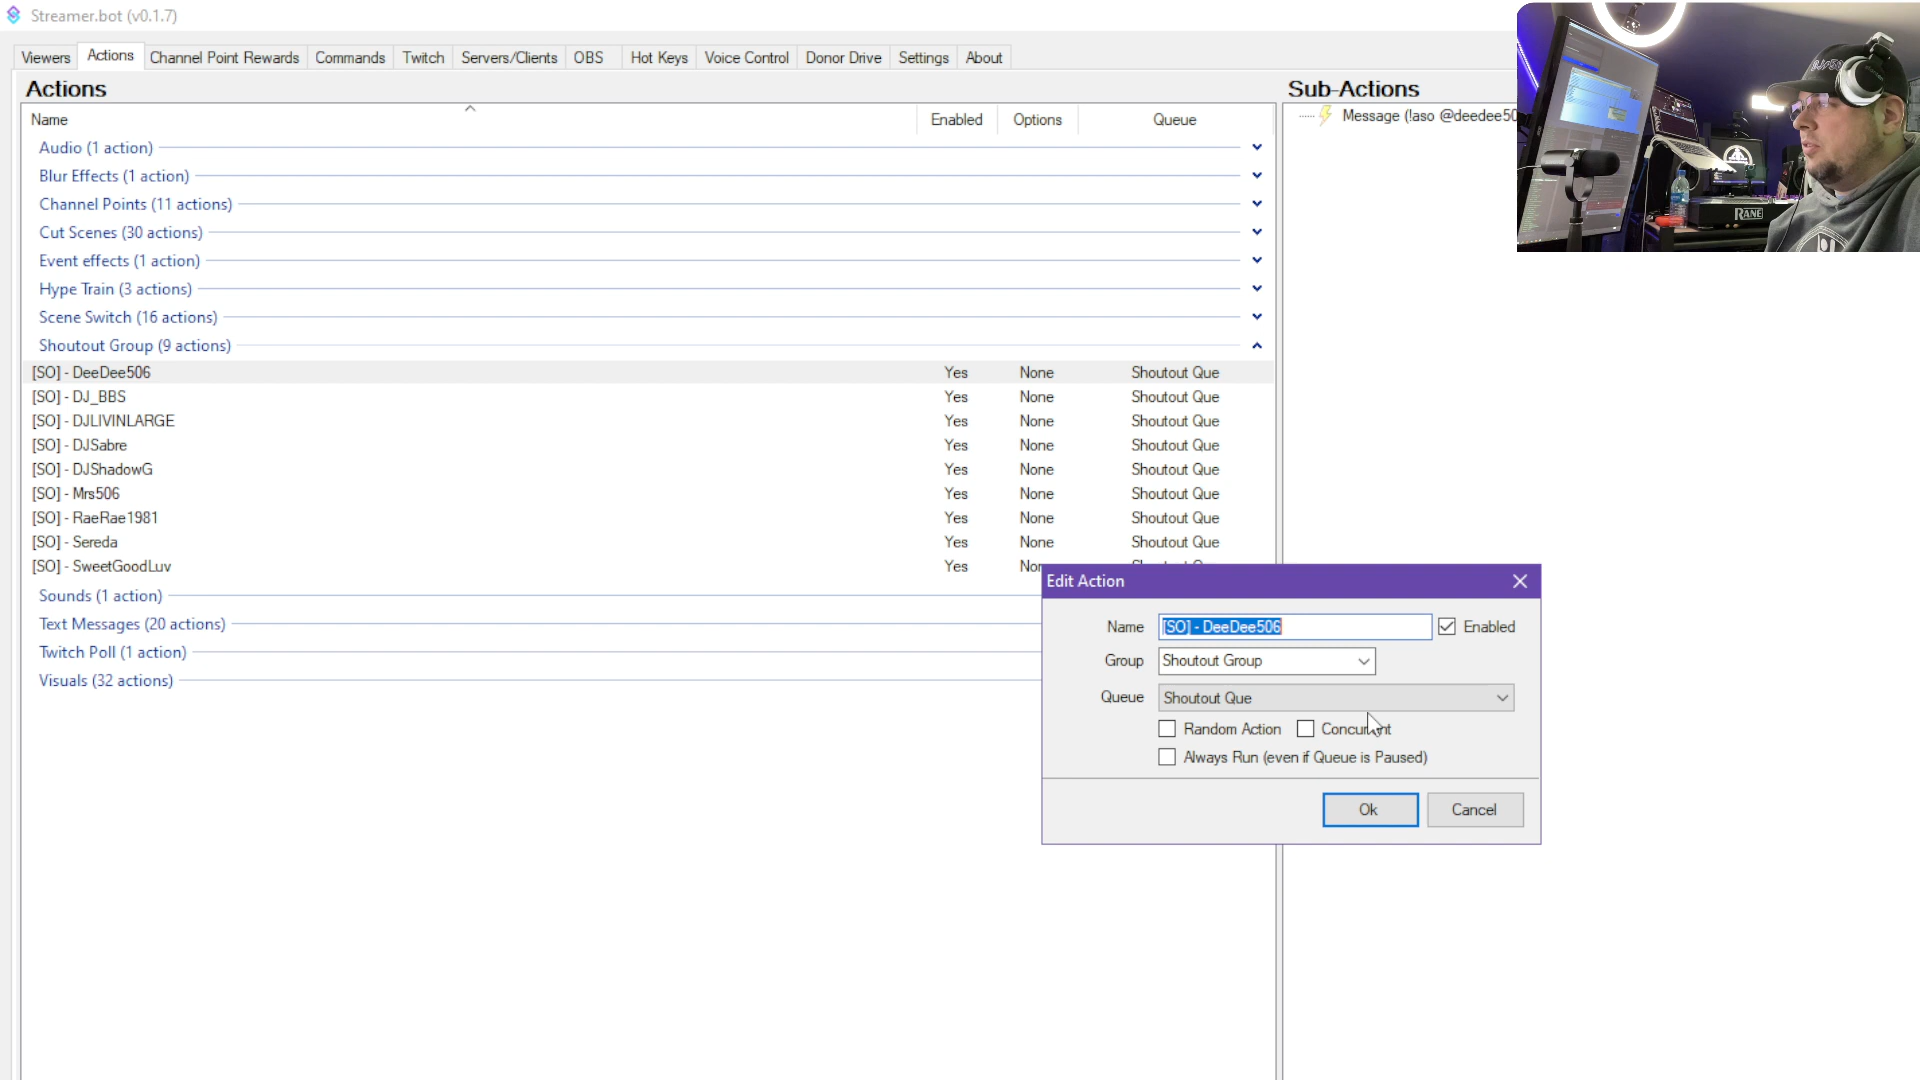 Streamer.bot (v0.1.7)
Viewers Actions Channel Point Rewards Commands Twitch Servers/Clients OBS Hot Keys Voice Control Donor Drive Settings About
Actions
Name Enabled Options Queue
Audio (1 action)
Blur Effects (1 action)
Channel Points (11 actions)
Cut Scenes (30 actions)
Event effects (1 action)
Hype Train (3 actions)
Scene Switch (16 actions)
Shoutout Group (9 actions)
[SO] - DeeDee506 Yes None Shoutout Que
[SO] - DJ_BBS Yes None Shoutout Que
[SO] - DJLIVINLARGE Yes None Shoutout Que
[SO] - DJSabre Yes None Shoutout Que
[SO] - DJShadowG Yes None Shoutout Que
[SO] - Mrs506 Yes None Shoutout Que
[SO] - RaeRae1981 Yes None Shoutout Que
[SO] - Sereda Yes None Shoutout Que
[SO] - SweetGoodLuv Yes
Sounds (1 action)
Text Messages (20 actions)
Twitch Poll (1 action)
Visuals (32 actions)
Sub-Actions
Message (!aso @deedee50
RANE
Edit Action
Name [SO] - DeeDee506 Enabled
Group Shoutout Group
Queue Shoutout Que
Random Action Concurrent
Always Run (even if Queue is Paused)
Ok Cancel